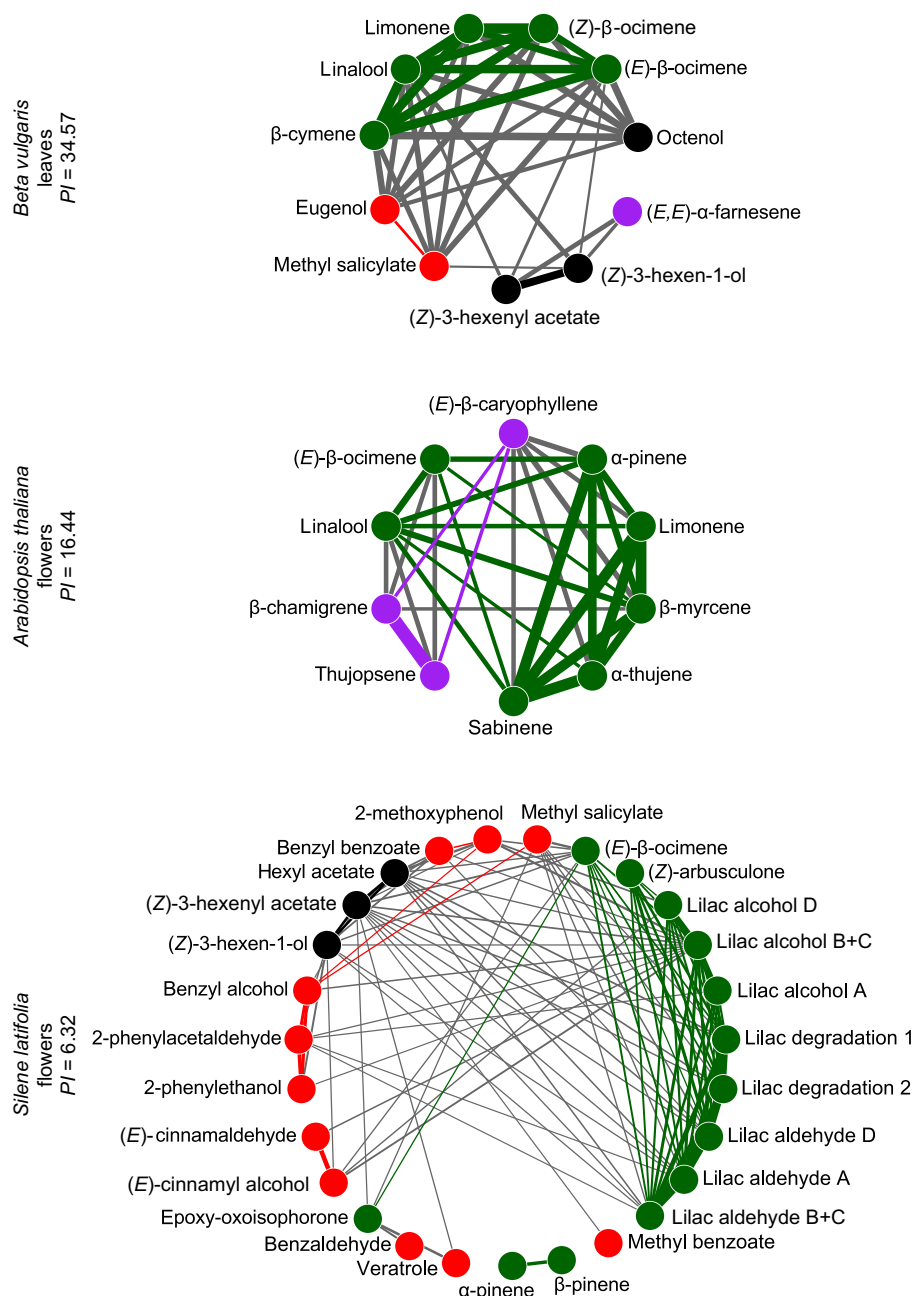 Beta vulgaris
leaves
PI = 34.57
Limonene
(Z)-β-ocimene
Linalool
(E)-β-ocimene
β-cymene
Octenol
Eugenol
(E,E)-α-farnesene
Methyl salicylate
(Z)-3-hexen-1-ol
(Z)-3-hexenyl acetate
Arabidopsis thaliana
flowers
PI = 16.44
(E)-β-caryophyllene
(E)-β-ocimene
α-pinene
Linalool
Limonene
β-chamigrene
β-myrcene
Thujopsene
α-thujene
Sabinene
Silene latifolia
flowers
PI = 6.32
2-methoxyphenol
Methyl salicylate
Benzyl benzoate
(E)-β-ocimene
Hexyl acetate
(Z)-arbusculone
(Z)-3-hexenyl acetate
Lilac alcohol D
(Z)-3-hexen-1-ol
Lilac alcohol B+C
Benzyl alcohol
Lilac alcohol A
2-phenylacetaldehyde
Lilac degradation 1
2-phenylethanol
Lilac degradation 2
(E)-cinnamaldehyde
Lilac aldehyde D
(E)-cinnamyl alcohol
Lilac aldehyde A
Epoxy-oxoisophorone
Lilac aldehyde B+C
Benzaldehyde
Methyl benzoate
Veratrole
α-pinene
β-pinene